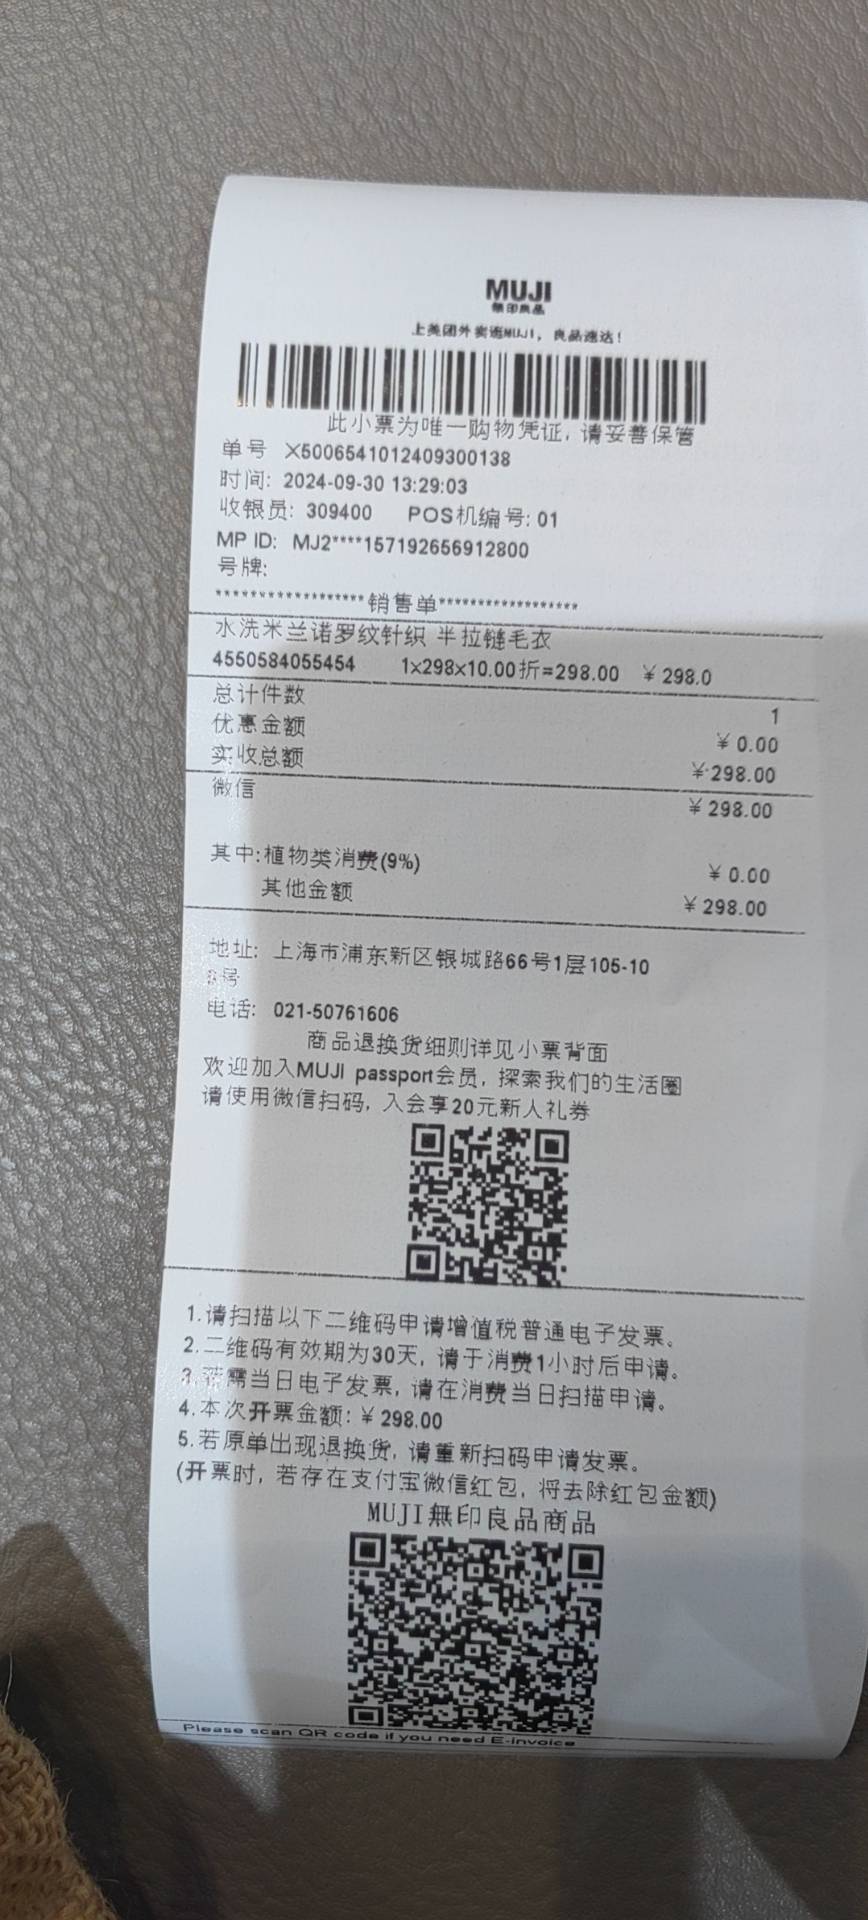 MUJI
無印良品
上美团外卖逛MUJI，良品速达！
此小票为唯一购物凭证，请妥善保管
单号 X5006541012409300138
时间: 2024-09-30 13:29:03
收银员: 309400 POS机编号: 01
MP ID: MJ2****157192656912800
号牌:
******************销售单******************
水洗米兰诺罗纹针织 半拉链毛衣
4550584055454 1×298×10.00折=298.00 ￥298.0
总计件数 1
优惠金额 ￥0.00
实收总额 ￥298.00
微信 ￥298.00
其中:植物类消费(9%) ￥0.00
其他金额 ￥298.00
地址: 上海市浦东新区银城路66号1层105-10
号
电话: 021-50761606
商品退换货细则详见小票背面
欢迎加入MUJI passport会员，探索我们的生活圈
请使用微信扫码，入会享20元新人礼券
1.请扫描以下二维码申请增值税普通电子发票。
2.二维码有效期为30天，请于消费1小时后申请。
3.若需当日电子发票，请在消费当日扫描申请。
4.本次开票金额:￥298.00
5.若原单出现退换货，请重新扫码申请发票。
(开票时，若存在支付宝微信红包，将去除红包金额)
MUJI無印良品商品
Please scan QR code if you need E-invoice